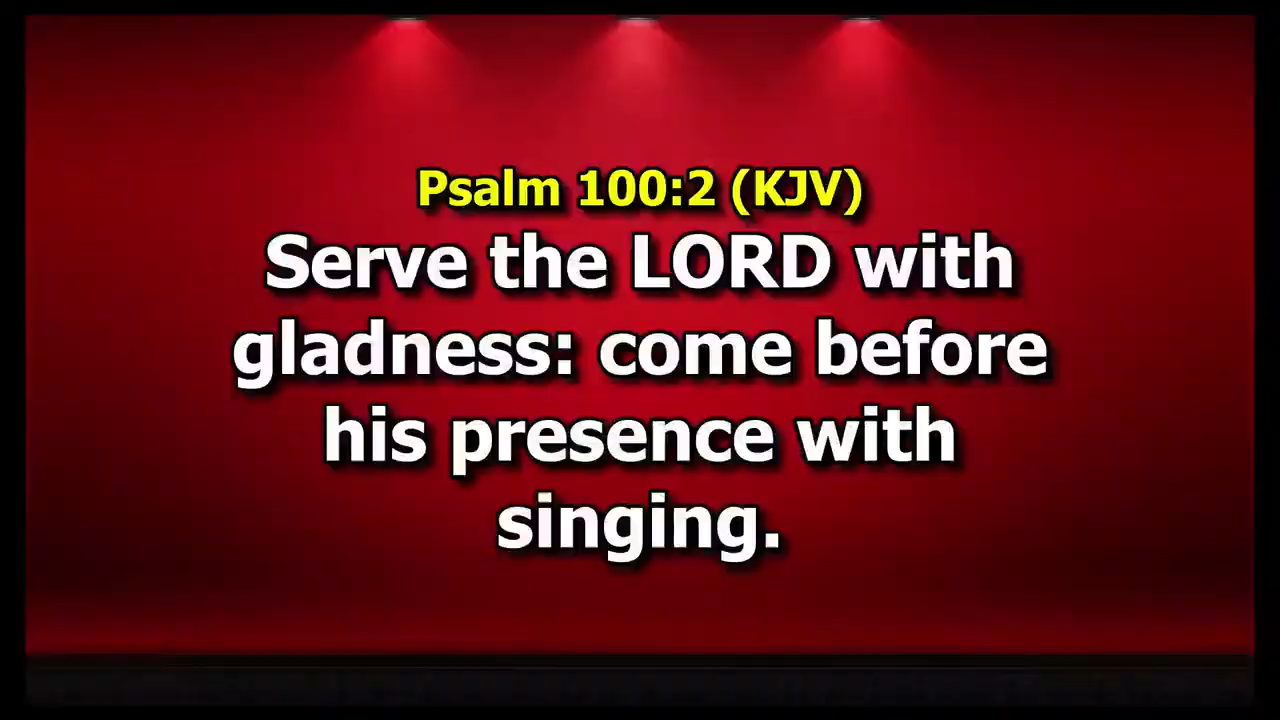 Psalm 100:2 (KJV)
Serve the LORD with
gladness: come before
his presence with
singing.